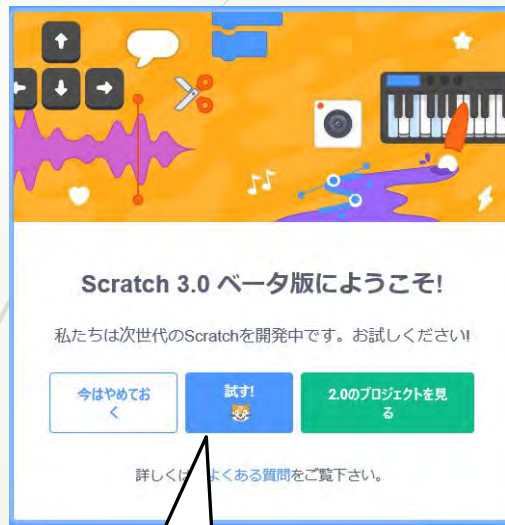 Scratch 3.0 ベータ版にようこそ!
私たちは次世代のScratchを開発中です。お試しください!
今はやめてお
く
試す!
2.0のプロジェクトを見
る
詳しくは よくある質問をご覧下さい。